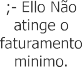 ;- Ello Não
atinge o
faturamento
minimo.